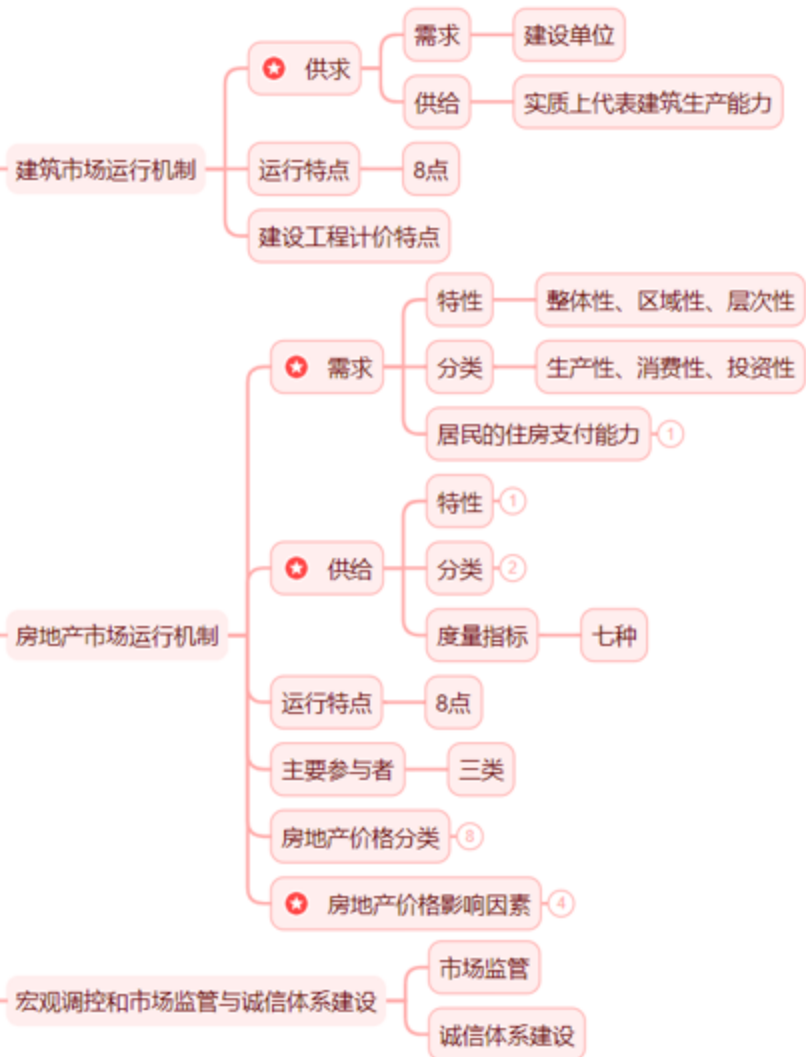 需求
建设单位
供求
供给
实质上代表建筑生产能力
建筑市场运行机制
运行特点
8点
建设工程计价特点
特性
整体性、区域性、层次性
需求
分类
生产性、消费性、投资性
居民的住房支付能力
1
特性
1
供给
分类
2
度量指标
七种
房地产市场运行机制
运行特点
8点
主要参与者
三类
房地产价格分类
8
房地产价格影响因素
4
市场监管
宏观调控和市场监管与诚信体系建设
诚信体系建设